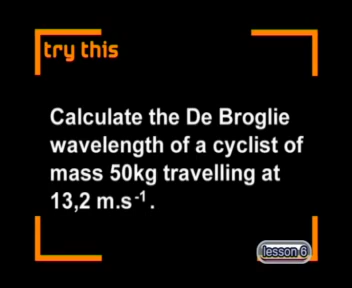 try this
Calculate the De Broglie
wavelength of a cyclist of
mass 50kg travelling at
13,2 m.s⁻¹.
lesson 6